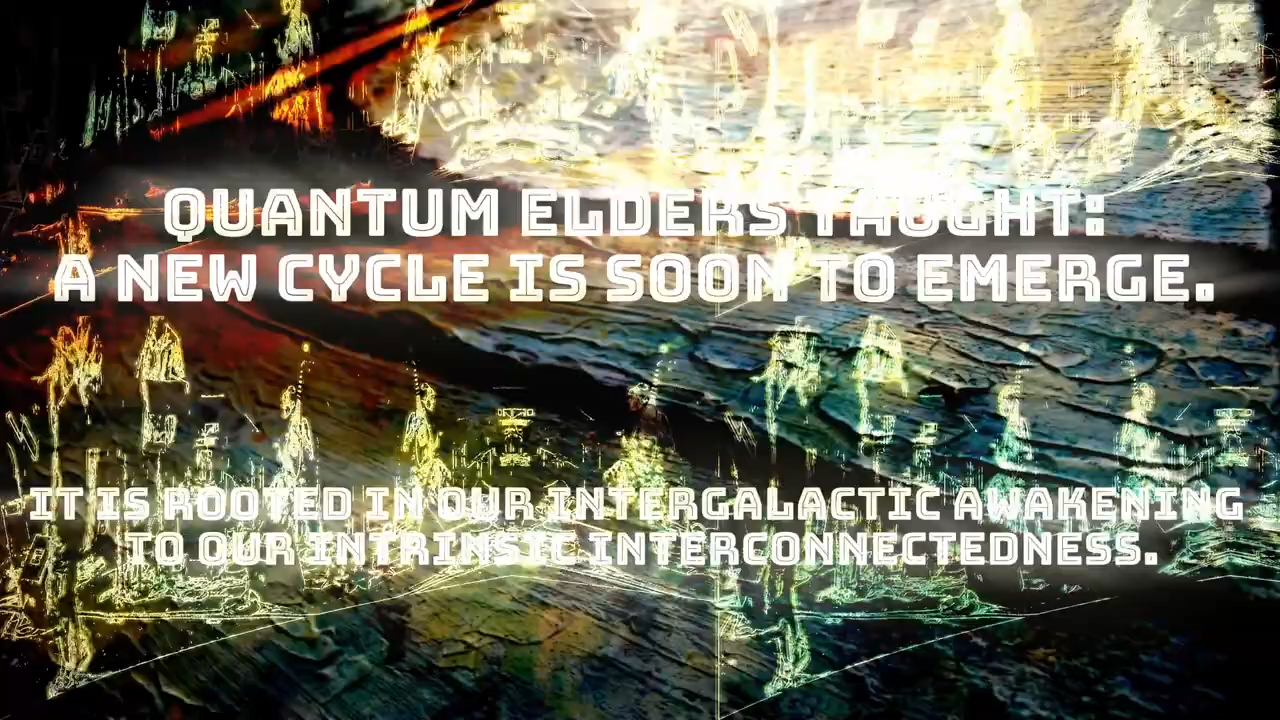 QUANTUM ELDERS TAUGHT:
A NEW CYCLE IS SOON TO EMERGE.
IT IS ROOTED IN OUR INTERGALACTIC AWAKENING
TO OUR INTRINSIC INTERCONNECTEDNESS.